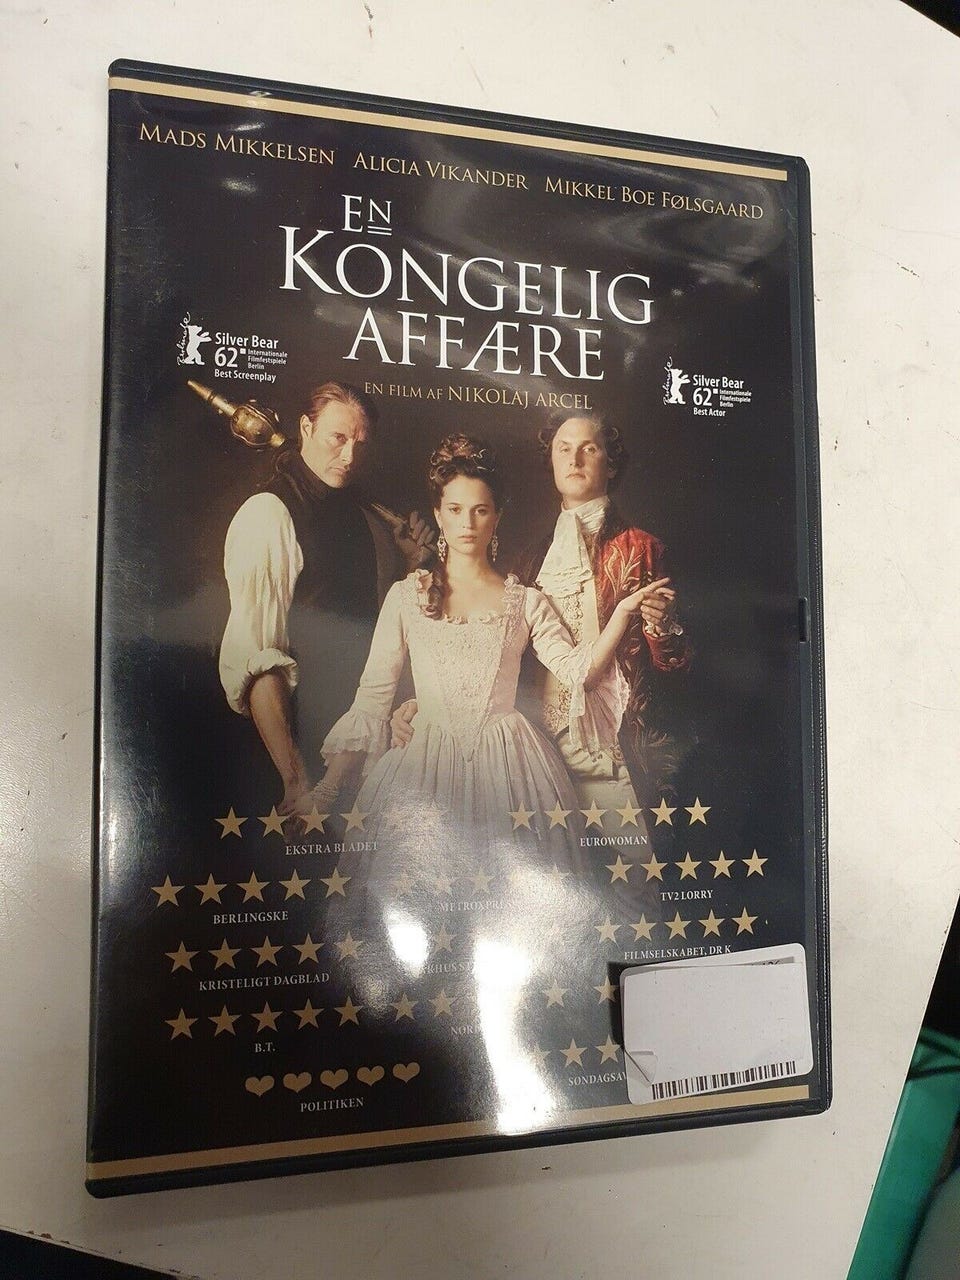 MADS MIKKELSEN ALICIA VIKANDER MIKKEL BOE FØLSGAARD
EN
KONGELIG
AFFÆRE
EN FILM AF NIKOLAJ ARCEL
Berlinale
Silver Bear
62
Internationale
Filmfestspiele
Berlin
Best Screenplay
Berlinale
Silver Bear
62
Internationale
Filmfestspiele
Berlin
Best Actor
EKSTRA BLADET
EUROWOMAN
BERLINGSKE
TV2 LORRY
KRISTELIGT DAGBLAD
FILMSELSKABET, DR K
B.T.
POLITIKEN